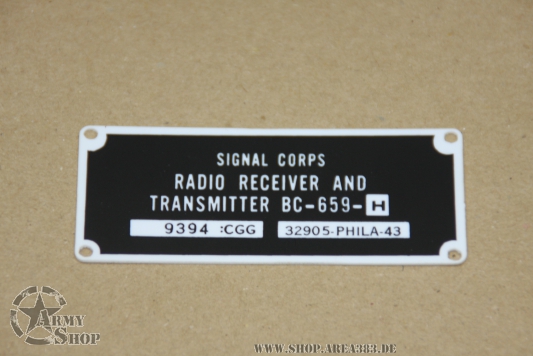 SIGNAL CORPS
RADIO RECEIVER AND
TRANSMITTER BC-659-H
9394 :CGG 32905-PHILA-43
ARMY
SHOP
WWW.SHOP.AREA383.DE